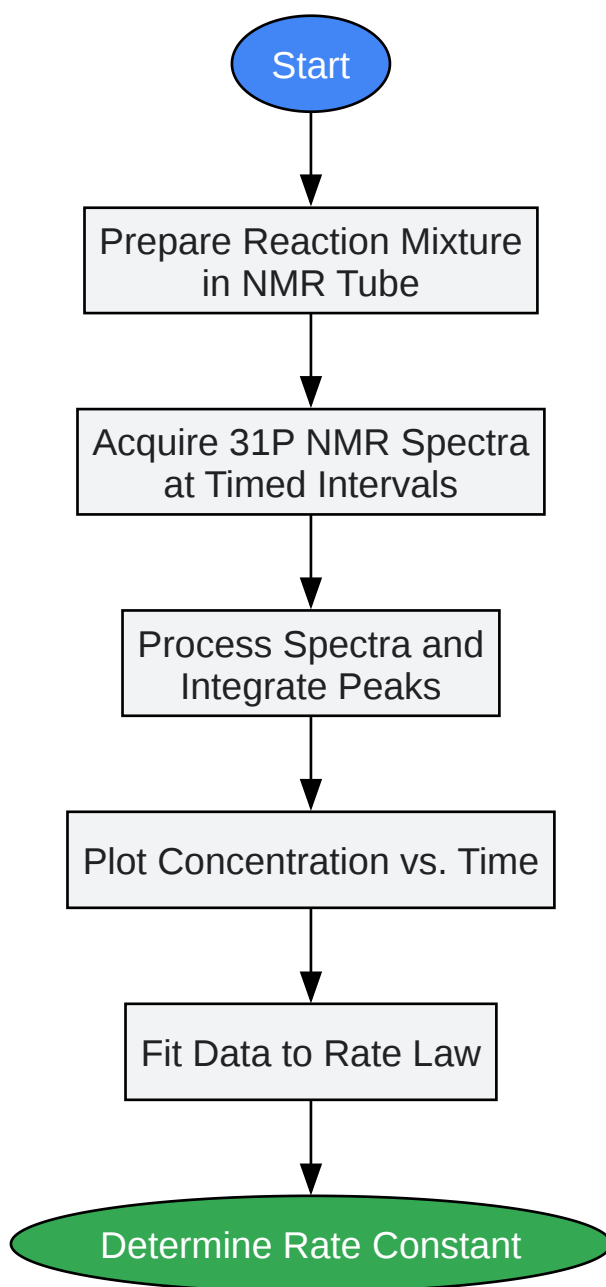 Start
Prepare Reaction Mixture
in NMR Tube
Acquire 31P NMR Spectra
at Timed Intervals
Process Spectra and
Integrate Peaks
Plot Concentration vs. Time
Fit Data to Rate Law
Determine Rate Constant